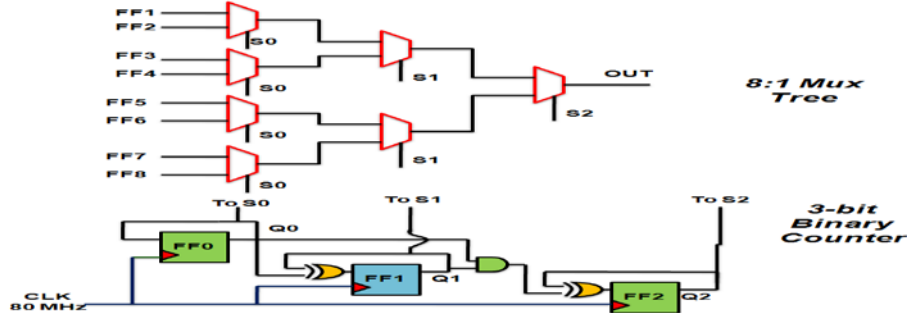 FF1
FF2
S0
FF3
FF4
S0
S1
OUT
8:1 Mux
Tree
FF5
FF6
S0
S2
FF7
FF8
S0
S1
To S0
To S1
To S2
3-bit
Binary
Counter
Q0
FF0
FF1
Q1
FF2
Q2
CLK
80 MHz